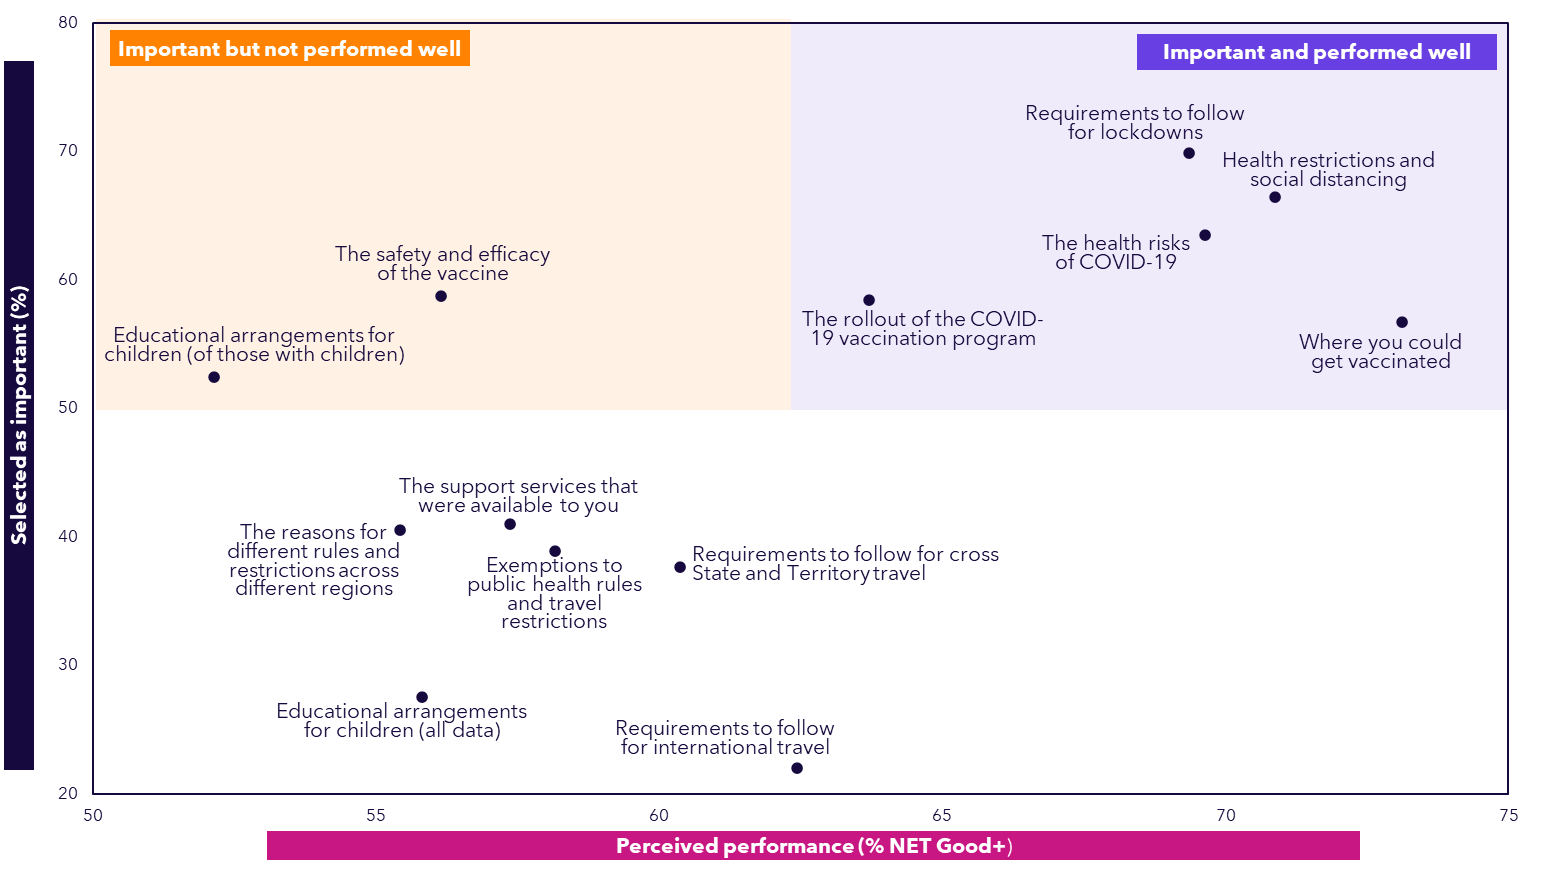 80
Important but not performed well
Important and performed well
Requirements to follow
for lockdowns
70
Health restrictions and
social distancing
The safety and efficacy
of the vaccine
The health risks
of COVID-19
60
Selected as important (%)
Educational arrangements for
children (of those with children)
The rollout of the COVID-
19 vaccination program
Where you could
get vaccinated
50
The support services that
were available to you
40
The reasons for
different rules and
restrictions across
different regions
Exemptions to
public health rules
and travel
restrictions
Requirements to follow for cross
State and Territory travel
30
Educational arrangements
for children (all data)
Requirements to follow
for international travel
20
50
55
60
65
70
75
Perceived performance (% NET Good+)